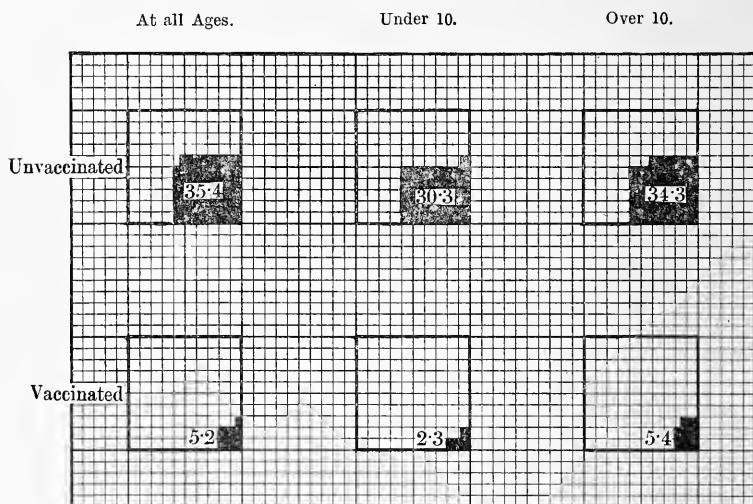 At all Ages. Under 10. Over 10.
Unvaccinated 35·4 30·3 34·3
Vaccinated 5·2 2·3 5·4